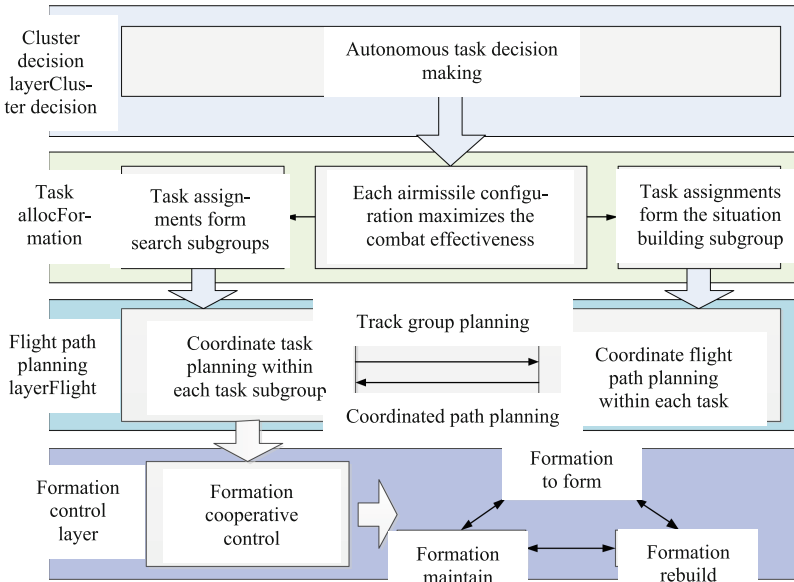 Cluster
decision
layerClus-
ter decision
Autonomous task decision
making
Task
allocFor-
mation
Task assign-
ments form
search subgroups
Each airmissile configu-
ration maximizes the
combat effectiveness
Task assignments
form the situation
building subgroup
Flight path
planning
layerFlight
Coordinate task
planning within
each task subgroup
Track group planning
Coordinated path planning
Coordinate flight
path planning
within each task
Formation
control
layer
Formation
cooperative
control
Formation
to form
Formation
maintain
Formation
rebuild